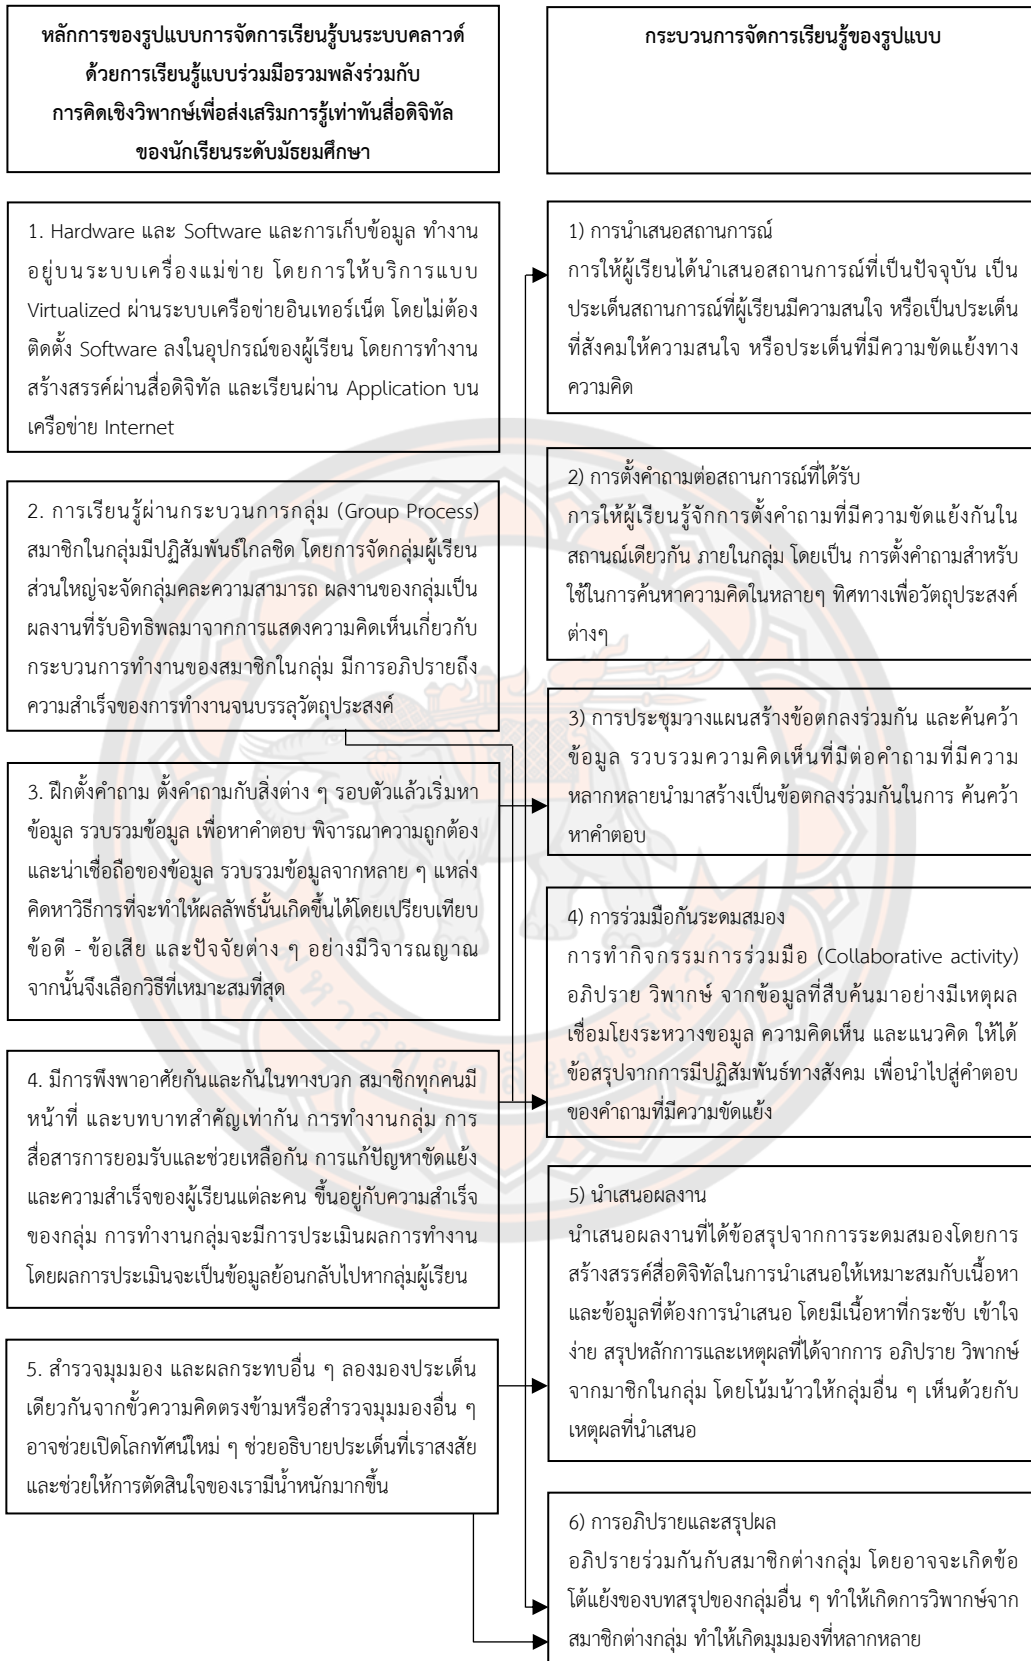 หลักการของรูปแบบการจัดการเรียนรู้บนระบบคลาวด์
ด้วยการเรียนรู้แบบร่วมมือรวมพลังร่วมกับ
การคิดเชิงวิพากษ์เพื่อส่งเสริมการรู้เท่าทันสื่อดิจิทัล
ของนักเรียนระดับมัธยมศึกษา
กระบวนการจัดการเรียนรู้ของรูปแบบ
1. Hardware และ Software และการเก็บข้อมูล ทำงาน
อยู่บนระบบเครื่องแม่ข่าย โดยการให้บริการแบบ
Virtualized ผ่านระบบเครือข่ายอินเทอร์เน็ต โดยไม่ต้อง
ติดตั้ง Software ลงในอุปกรณ์ของผู้เรียน โดยการทำงาน
สร้างสรรค์ผ่านสื่อดิจิทัล และเรียนผ่าน Application บน
เครือข่าย Internet
2. การเรียนรู้ผ่านกระบวนการกลุ่ม (Group Process)
สมาชิกในกลุ่มมีปฏิสัมพันธ์ใกลชิด โดยการจัดกลุ่มผู้เรียน
ส่วนใหญ่จะจัดกลุ่มคละความสามารถ ผลงานของกลุ่มเป็น
ผลงานที่รับอิทธิพลมาจากการแสดงความคิดเห็นเกี่ยวกับ
กระบวนการทำงานของสมาชิกในกลุ่ม มีการอภิปรายถึง
ความสำเร็จของการทำงานจนบรรลุวัตถุประสงค์
3. ฝึกตั้งคำถาม ตั้งคำถามกับสิ่งต่าง ๆ รอบตัวแล้วเริ่มหา
ข้อมูล รวบรวมข้อมูล เพื่อหาคำตอบ พิจารณาความถูกต้อง
และน่าเชื่อถือของข้อมูล รวบรวมข้อมูลจากหลาย ๆ แหล่ง
คิดหาวิธีการที่จะทำให้ผลลัพธ์นั้นเกิดขึ้นได้โดยเปรียบเทียบ
ข้อดี - ข้อเสีย และปัจจัยต่าง ๆ อย่างมีวิจารณญาณ
จากนั้นจึงเลือกวิธีที่เหมาะสมที่สุด
4. มีการพึงพาอาศัยกันและกันในทางบวก สมาชิกทุกคนมี
หน้าที่ และบทบาทสำคัญเท่ากัน การทำงานกลุ่ม การ
สื่อสารการยอมรับและช่วยเหลือกัน การแก้ปัญหาขัดแย้ง
และความสำเร็จของผู้เรียนแต่ละคน ขึ้นอยู่กับความสำเร็จ
ของกลุ่ม การทำงานกลุ่มจะมีการประเมินผลการทำงาน
โดยผลการประเมินจะเป็นข้อมูลย้อนกลับไปหากลุ่มผู้เรียน
5. สำรวจมุมมอง และผลกระทบอื่น ๆ ลองมองประเด็น
เดียวกันจากขั้วความคิดตรงข้ามหรือสำรวจมุมมองอื่น ๆ
อาจช่วยเปิดโลกทัศน์ใหม่ ๆ ช่วยอธิบายประเด็นที่เราสงสัย
และช่วยให้การตัดสินใจของเรามีน้ำหนักมากขึ้น
1) การนำเสนอสถานการณ์
การให้ผู้เรียนได้นำเสนอสถานการณ์ที่เป็นปัจจุบัน เป็น
ประเด็นสถานการณ์ที่ผู้เรียนมีความสนใจ หรือเป็นประเด็น
ที่สังคมให้ความสนใจ หรือประเด็นที่มีความขัดแย้งทาง
ความคิด
2) การตั้งคำถามต่อสถานการณ์ที่ได้รับ
การให้ผู้เรียนรู้จักการตั้งคำถามที่มีความขัดแย้งกันใน
สถานณ์เดียวกัน ภายในกลุ่ม โดยเป็น การตั้งคำถามสำหรับ
ใช้ในการค้นหาความคิดในหลายๆ ทิศทางเพื่อวัตถุประสงค์
ต่างๆ
3) การประชุมวางแผนสร้างข้อตกลงร่วมกัน และค้นคว้า
ข้อมูล รวบรวมความคิดเห็นที่มีต่อคำถามที่มีความ
หลากหลายนำมาสร้างเป็นข้อตกลงร่วมกันในการ ค้นคว้า
หาคำตอบ
4) การร่วมมือกันระดมสมอง
การทำกิจกรรมการร่วมมือ (Collaborative activity)
อภิปราย วิพากษ์ จากข้อมูลที่สืบค้นมาอย่างมีเหตุผล
เชื่อมโยงระหวางขอมูล ความคิดเห็น และแนวคิด ให้ได้
ข้อสรุปจากการมีปฏิสัมพันธ์ทางสังคม เพื่อนำไปสู่คำตอบ
ของคำถามที่มีความขัดแย้ง
5) นำเสนอผลงาน
นำเสนอผลงานที่ได้ข้อสรุปจากการระดมสมองโดยการ
สร้างสรรค์สื่อดิจิทัลในการนำเสนอให้เหมาะสมกับเนื้อหา
และข้อมูลที่ต้องการนำเสนอ โดยมีเนื้อหาที่กระชับ เข้าใจ
ง่าย สรุปหลักการและเหตุผลที่ได้จากการ อภิปราย วิพากษ์
จากมาชิกในกลุ่ม โดยโน้มน้าวให้กลุ่มอื่น ๆ เห็นด้วยกับ
เหตุผลที่นำเสนอ
6) การอภิปรายและสรุปผล
อภิปรายร่วมกันกับสมาชิกต่างกลุ่ม โดยอาจจะเกิดข้อ
โต้แย้งของบทสรุปของกลุ่มอื่น ๆ ทำให้เกิดการวิพากษ์จาก
สมาชิกต่างกลุ่ม ทำให้เกิดมุมมองที่หลากหลาย
มหาวิทยาลัยนเรศวร